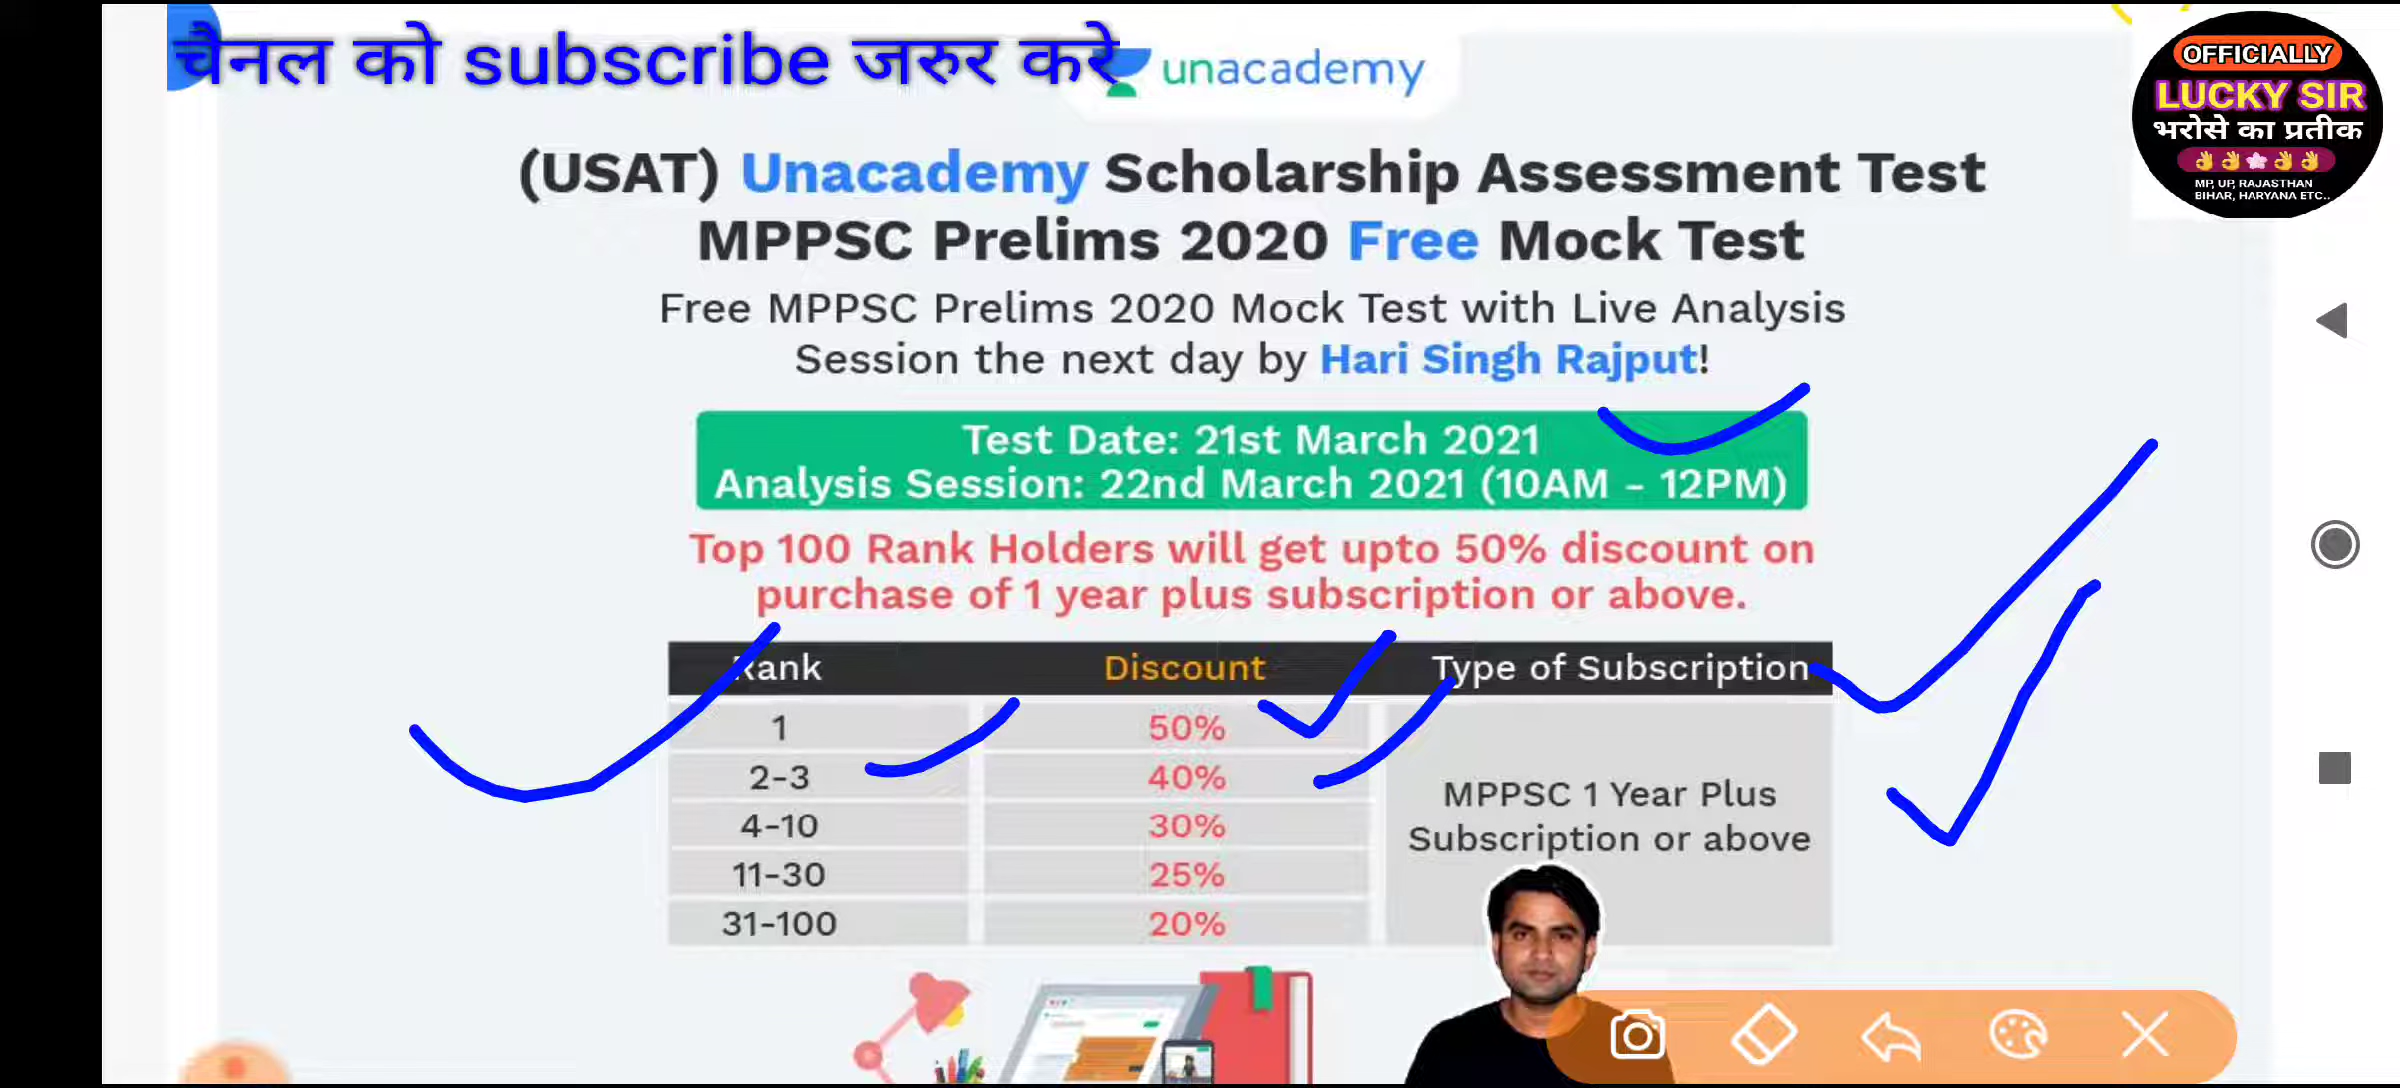 चैनल को subscribe जरुर करे
unacademy
OFFICIALLY
LUCKY SIR
भरोसे का प्रतीक
MP, UP, RAJASTHAN
BIHAR, HARYANA ETC..
(USAT) Unacademy Scholarship Assessment Test
MPPSC Prelims 2020 Free Mock Test
Free MPPSC Prelims 2020 Mock Test with Live Analysis
Session the next day by Hari Singh Rajput!
Test Date: 21st March 2021
Analysis Session: 22nd March 2021 (10AM - 12PM)
Top 100 Rank Holders will get upto 50% discount on
purchase of 1 year plus subscription or above.
Rank Discount Type of Subscription
1 50%
2-3 40%
4-10 30%
11-30 25%
31-100 20%
MPPSC 1 Year Plus
Subscription or above